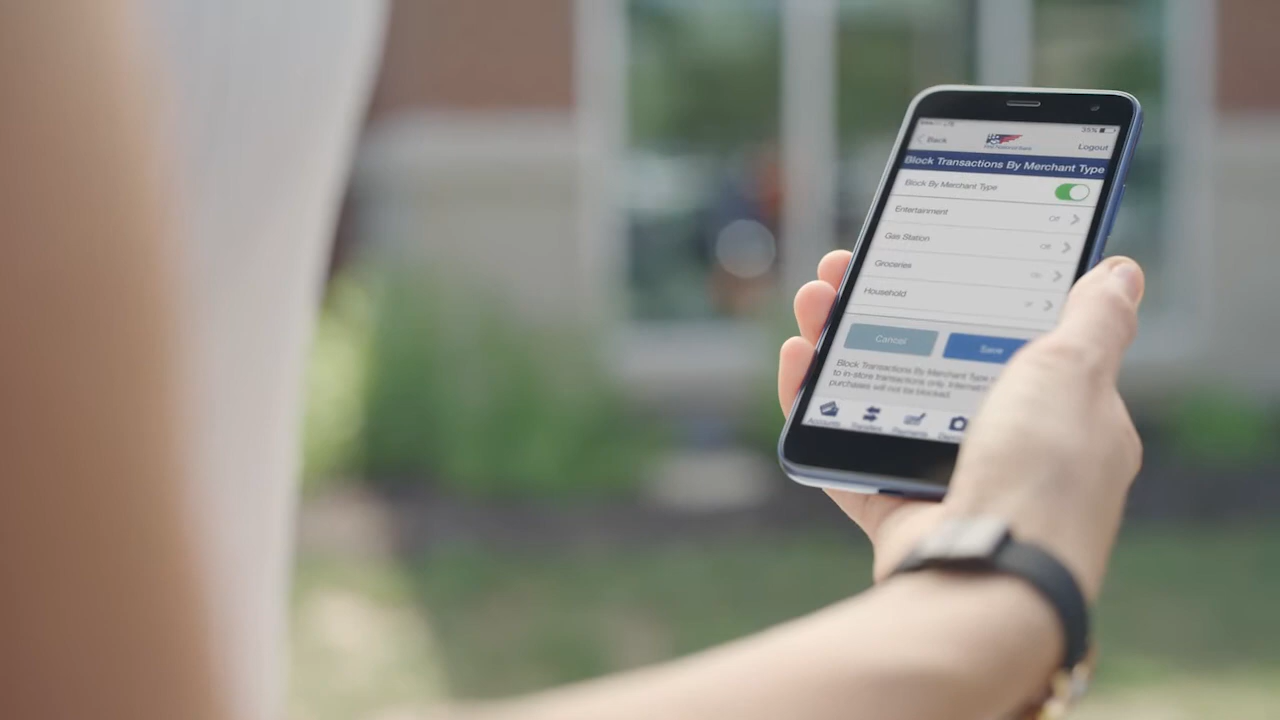 35%
Back
Logout
Block Transactions By Merchant Type
Block By Merchant Type
Entertainment
Off
Gas Station
Off
Groceries
Household
Cancel
Save
Block Transactions By Merchant Type
to in-store transactions only. Internet
purchases will not be blocked.
Accounts Transfers Payments